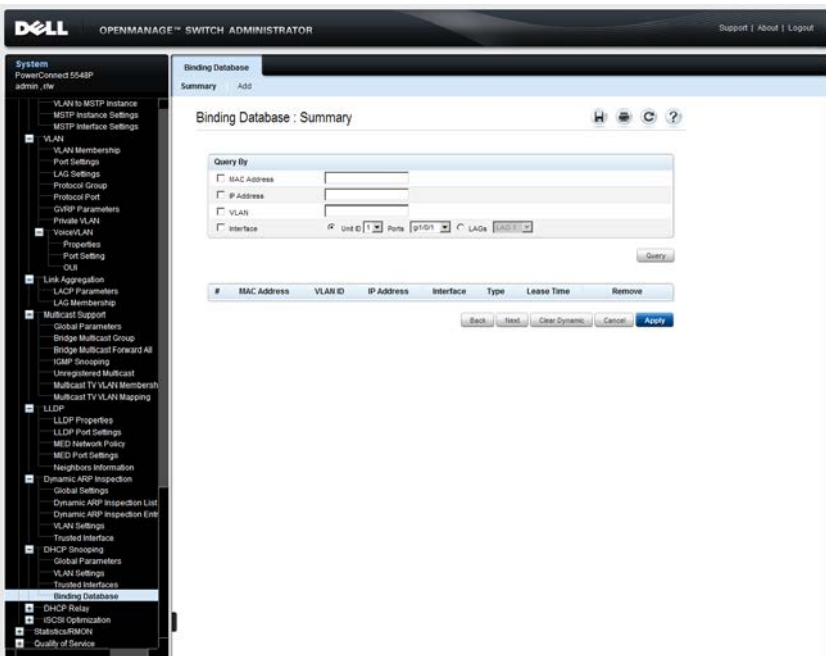 DELL OPENMANAGE™ SWITCH ADMINISTRATOR
Support | About | Logout
System
PowerConnect 5548P
admin , r/w
VLAN to MSTP Instance
MSTP Instance Settings
MSTP Interface Settings
VLAN
VLAN Membership
Port Settings
LAG Settings
Protocol Group
Protocol Port
GVRP Parameters
Private VLAN
VoiceVLAN
Properties
Port Setting
OUI
Link Aggregation
LACP Parameters
LAG Membership
Multicast Support
Global Parameters
Bridge Multicast Group
Bridge Multicast Forward All
IGMP Snooping
Unregistered Multicast
Multicast TV VLAN Membersh
Multicast TV VLAN Mapping
LLDP
LLDP Properties
LLDP Port Settings
MED Network Policy
MED Port Settings
Neighbors Information
Dynamic ARP Inspection
Global Settings
Dynamic ARP Inspection List
Dynamic ARP Inspection Entr
VLAN Settings
Trusted Interface
DHCP Snooping
Global Parameters
VLAN Settings
Trusted Interfaces
Binding Database
DHCP Relay
iSCSI Optimization
Statistics/RMON
Quality of Service
Binding Database
Summary Add
Binding Database : Summary
Query By
MAC Address
IP Address
VLAN
Interface Unit ID 1 Ports gi1/0/1 LAGs LAG 1
Query
# MAC Address VLAN ID IP Address Interface Type Lease Time Remove
Back Next Clear Dynamic Cancel Apply